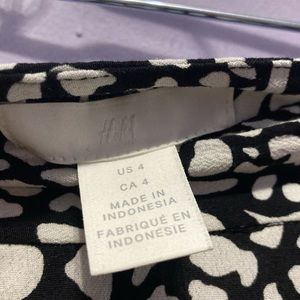 H&M
US 4
CA 4
MADE IN
INDONESIA
FABRIQUÉ EN
INDONÉSIE